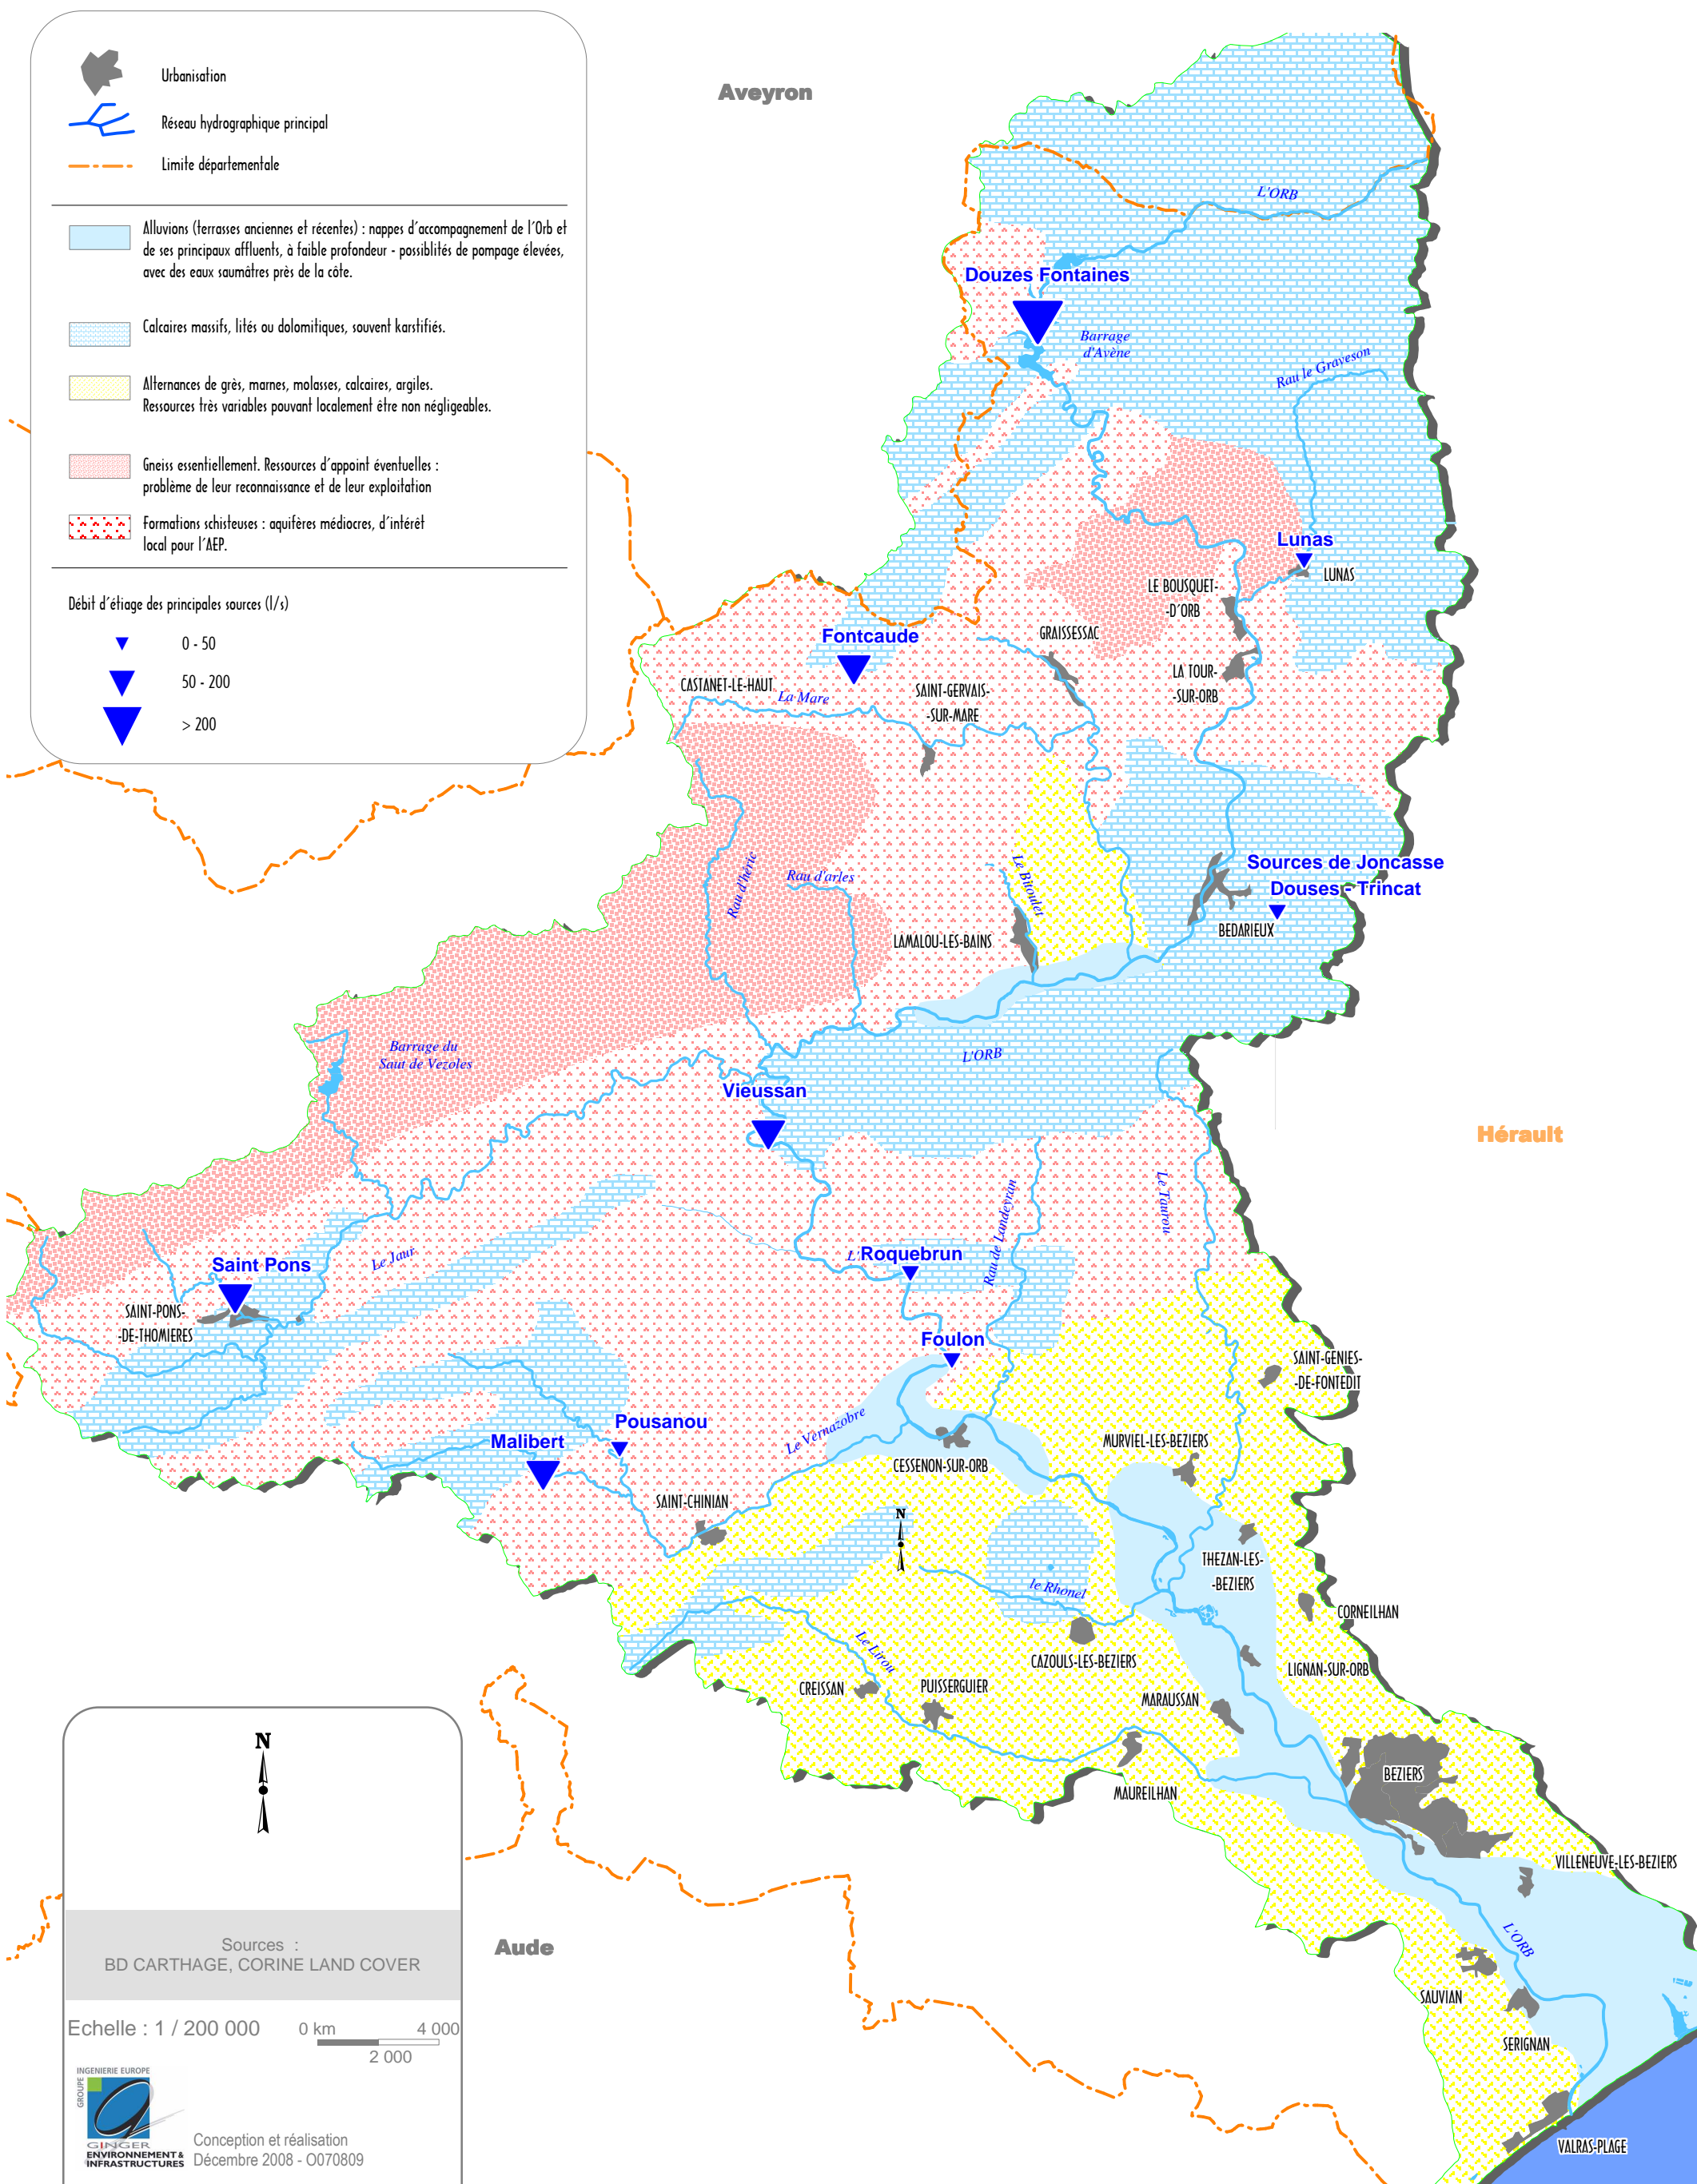 Urbanisation
Réseau hydrographique principal
Limite départementale
Alluvions (terrasses anciennes et récentes) : nappes d'accompagnement de l'Orb et
de ses principaux affluents, à faible profondeur - possiblités de pompage élevées,
avec des eaux saumâtres près de la côte.
Calcaires massifs, lités ou dolomitiques, souvent karstifiés.
Alternances de grès, marnes, molasses, calcaires, argiles.
Ressources très variables pouvant localement être non négligeables.
Gneiss essentiellement. Ressources d'appoint éventuelles :
problème de leur reconnaissance et de leur exploitation
Formations schisteuses : aquifères médiocres, d'intérêt
local pour l'AEP.
Débit d'étiage des principales sources (l/s)
0 - 50
50 - 200
> 200
Aveyron
L'ORB
Douzes Fontaines
Barrage
d'Avène
Rau le Graveson
Lunas
LUNAS
LE BOUSQUET-
-D'ORB
GRAISSESSAC
Fontcaude
LA TOUR-
-SUR-ORB
CASTANET-LE-HAUT
La Mare
SAINT-GERVAIS-
-SUR-MARE
Rau d'héric
Rau d'arles
Le Bitoulet
Sources de Joncasse
Douses - Trincat
BEDARIEUX
LAMALOU-LES-BAINS
Barrage du
Saut de Vezoles
L'ORB
Vieussan
Hérault
Le Taurou
Rau de Landeyran
Le Jaur
L'
Roquebrun
Saint Pons
SAINT-PONS-
-DE-THOMIERES
Foulon
SAINT-GENIES-
-DE-FONTEDIT
Le Vernazobre
Pousanou
Malibert
MURVIEL-LES-BEZIERS
CESSENON-SUR-ORB
SAINT-CHINIAN
N
THEZAN-LES-
-BEZIERS
le Rhonel
CORNEILHAN
Le Lirou
CAZOULS-LES-BEZIERS
LIGNAN-SUR-ORB
CREISSAN
PUISSERGUIER
MARAUSSAN
MAUREILHAN
BEZIERS
VILLENEUVE-LES-BEZIERS
L'ORB
SAUVIAN
SERIGNAN
VALRAS-PLAGE
Aude
N
Sources :
BD CARTHAGE, CORINE LAND COVER
Echelle : 1 / 200 000
0 km
4 000
2 000
INGENIERIE EUROPE
GROUPE
GINGER
ENVIRONNEMENT &
INFRASTRUCTURES
Conception et réalisation
Décembre 2008 - O070809